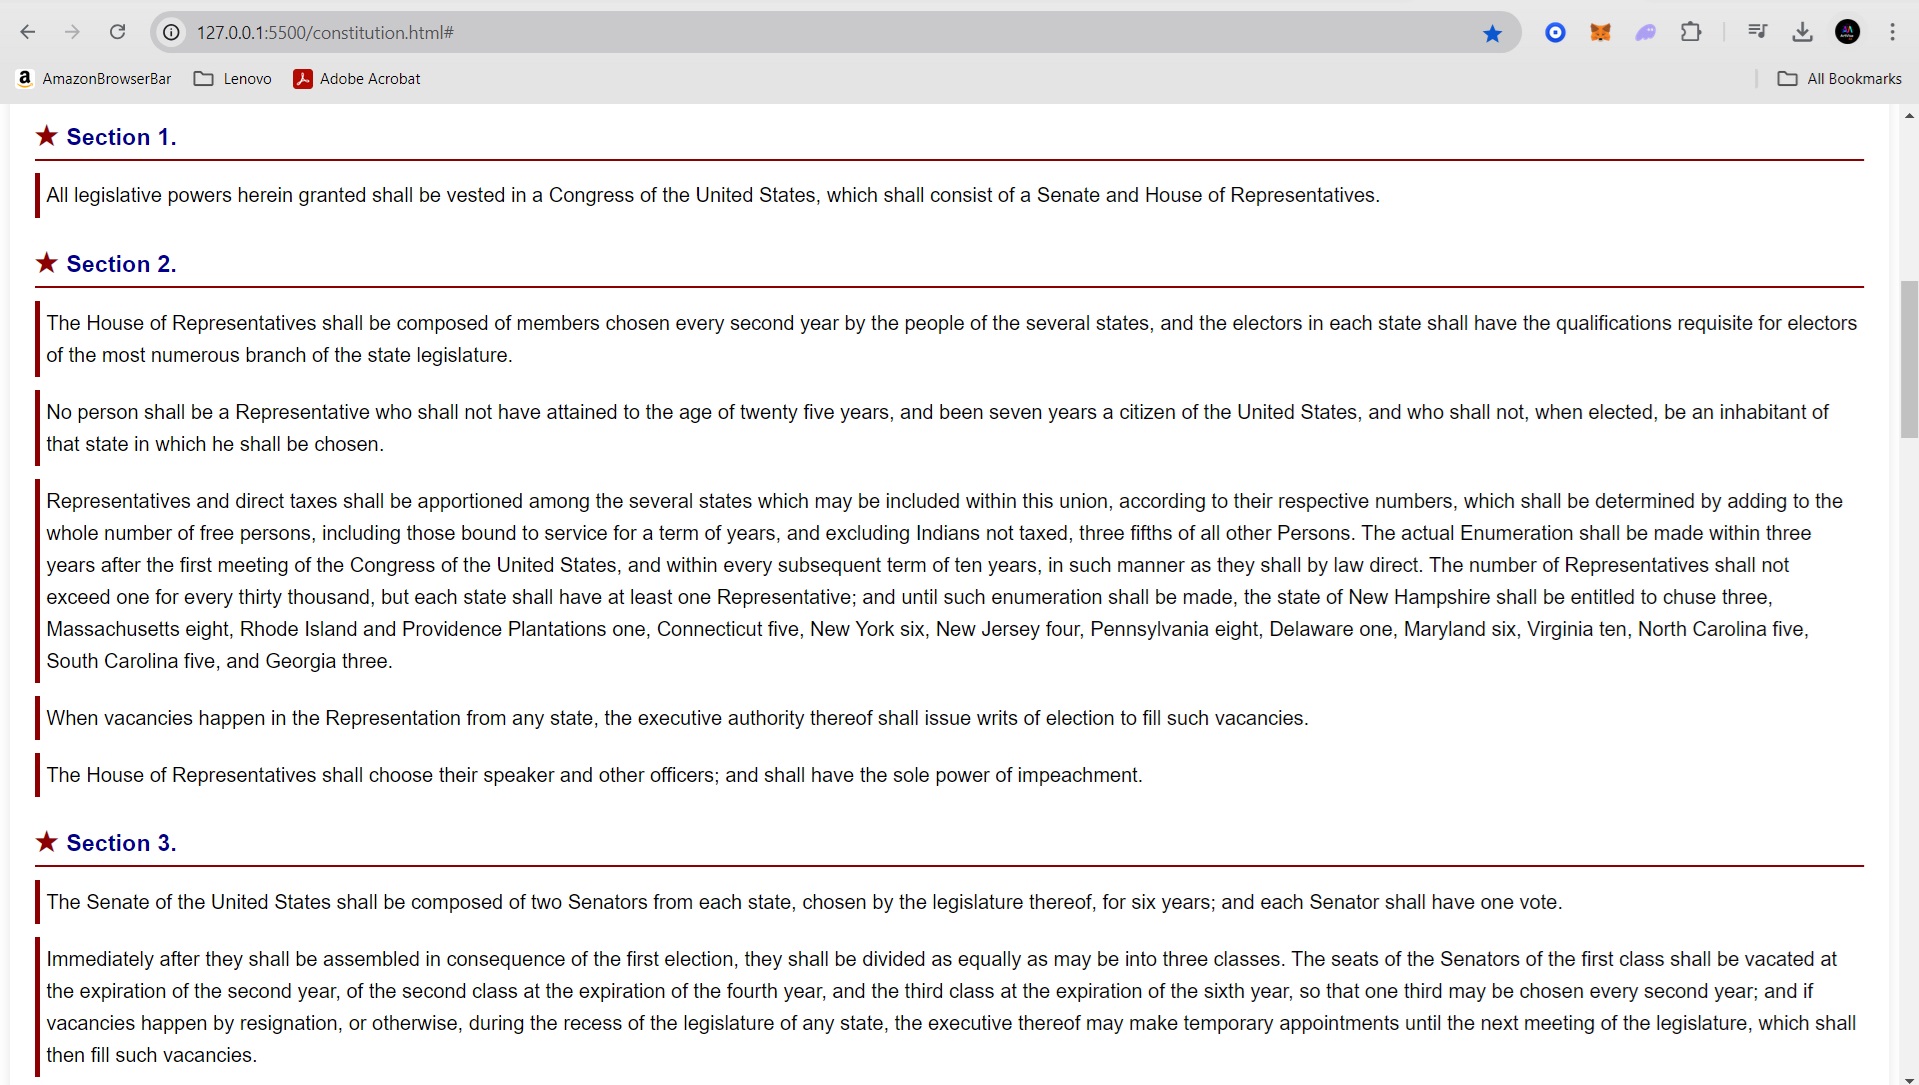 127.0.0.1:5500/constitution.html#
AmazonBrowserBar Lenovo Adobe Acrobat All Bookmarks
★ Section 1.
All legislative powers herein granted shall be vested in a Congress of the United States, which shall consist of a Senate and House of Representatives.
★ Section 2.
The House of Representatives shall be composed of members chosen every second year by the people of the several states, and the electors in each state shall have the qualifications requisite for electors
of the most numerous branch of the state legislature.
No person shall be a Representative who shall not have attained to the age of twenty five years, and been seven years a citizen of the United States, and who shall not, when elected, be an inhabitant of
that state in which he shall be chosen.
Representatives and direct taxes shall be apportioned among the several states which may be included within this union, according to their respective numbers, which shall be determined by adding to the
whole number of free persons, including those bound to service for a term of years, and excluding Indians not taxed, three fifths of all other Persons. The actual Enumeration shall be made within three
years after the first meeting of the Congress of the United States, and within every subsequent term of ten years, in such manner as they shall by law direct. The number of Representatives shall not
exceed one for every thirty thousand, but each state shall have at least one Representative; and until such enumeration shall be made, the state of New Hampshire shall be entitled to chuse three,
Massachusetts eight, Rhode Island and Providence Plantations one, Connecticut five, New York six, New Jersey four, Pennsylvania eight, Delaware one, Maryland six, Virginia ten, North Carolina five,
South Carolina five, and Georgia three.
When vacancies happen in the Representation from any state, the executive authority thereof shall issue writs of election to fill such vacancies.
The House of Representatives shall choose their speaker and other officers; and shall have the sole power of impeachment.
★ Section 3.
The Senate of the United States shall be composed of two Senators from each state, chosen by the legislature thereof, for six years; and each Senator shall have one vote.
Immediately after they shall be assembled in consequence of the first election, they shall be divided as equally as may be into three classes. The seats of the Senators of the first class shall be vacated at
the expiration of the second year, of the second class at the expiration of the fourth year, and the third class at the expiration of the sixth year, so that one third may be chosen every second year; and if
vacancies happen by resignation, or otherwise, during the recess of the legislature of any state, the executive thereof may make temporary appointments until the next meeting of the legislature, which shall
then fill such vacancies.